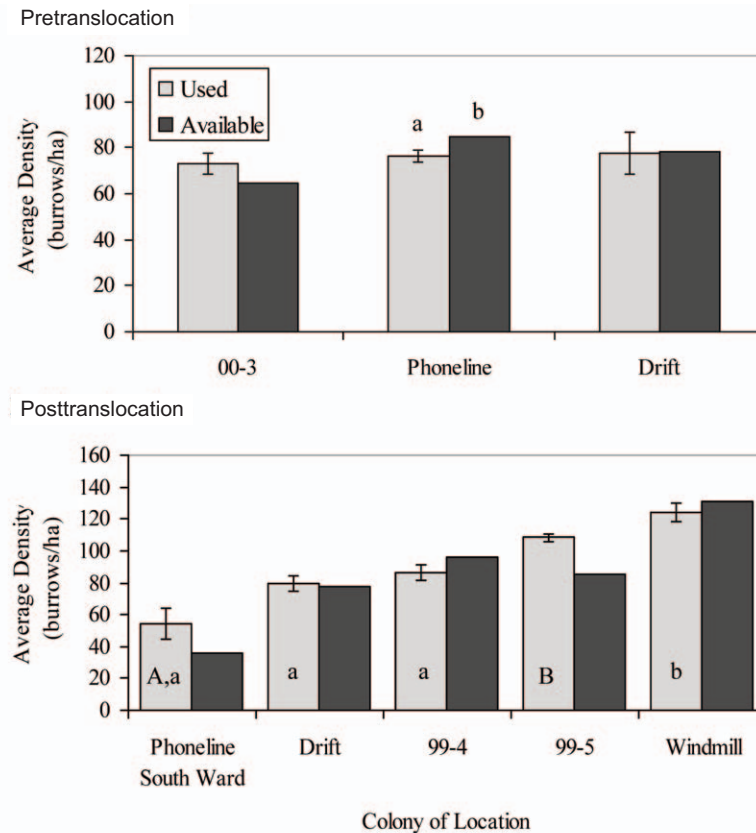 Pretranslocation
120
100
80
60
40
20
0
Average Density
(burrows/ha)
Used
Available
a
b
00-3
Phoneline
Drift
Posttranslocation
160
140
120
100
80
60
40
20
0
Average Density
(burrows/ha)
A,a
a
a
B
b
Phoneline
South Ward
Drift
99-4
99-5
Windmill
Colony of Location